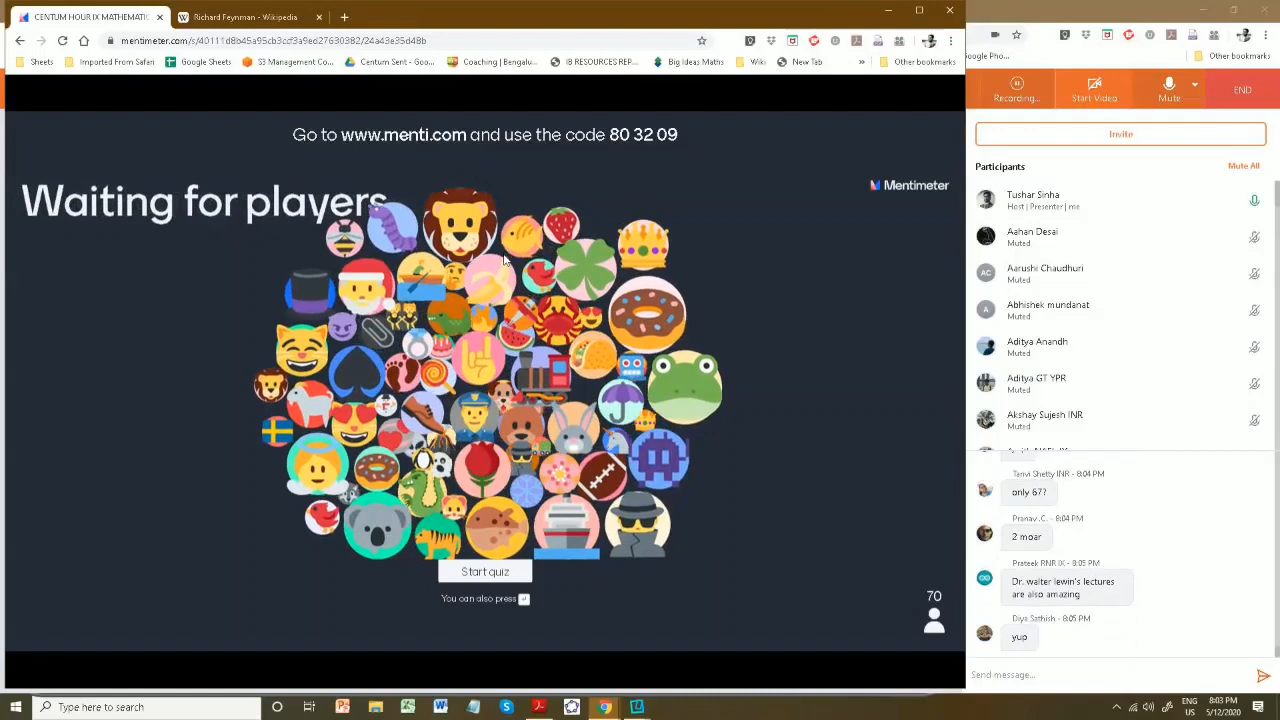 CENTUM HOUR IX MATHEMATIC
Richard Feynman - Wikipedia
mentimeter.com/s/40111d8b45a95cb3ccf3a9ed27630382/24a43e35d48b
Sheets
Imported From Safari
Google Sheets
Centum Sent - Goo...
Coaching | Bengalu...
IB RESOURCES REP...
Big Ideas Maths
Wiki
New Tab
Other bookmarks
Google Pho...
Other bookmarks
Go to www.menti.com and use the code 80 32 09
Waiting for players
Mentimeter
Start quiz
You can also press
70
Recording...
Start Video
Mute
END
Invite
Participants
Mute All
Tushar Sinha
Host | Presenter | me
Aahan Desai
Muted
AC
Aarushi Chaudhuri
Muted
A
Abhishek mundanat
Muted
Aditya Anandh
Muted
Aditya GT YPR
Muted
Akshay Sujesh INR
Muted
Tanvi Shetty INR - 8:04 PM
only 67?
Pranav .C. - 8:04 PM
2 moar
Prateek RNR IX - 8:05 PM
Dr. walter lewin's lectures
are also amazing
Diya Sathish - 8:05 PM
yup
Send message...
Type here to search
ENG
US
8:03 PM
5/12/2020